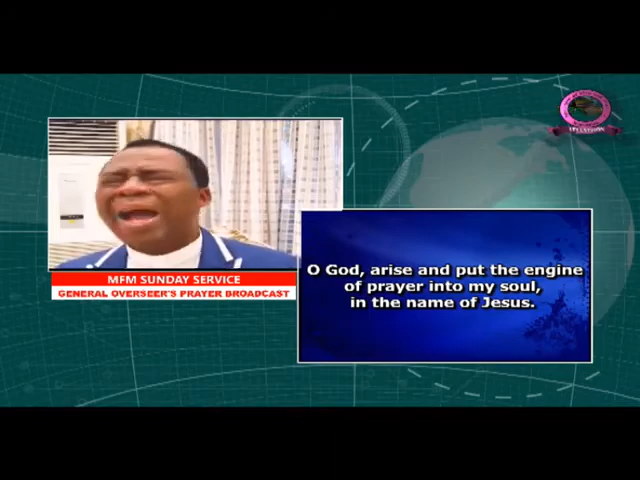 MFM SUNDAY SERVICE
GENERAL OVERSEER'S PRAYER BROADCAST
O God, arise and put the engine
of prayer into my soul,
in the name of Jesus.